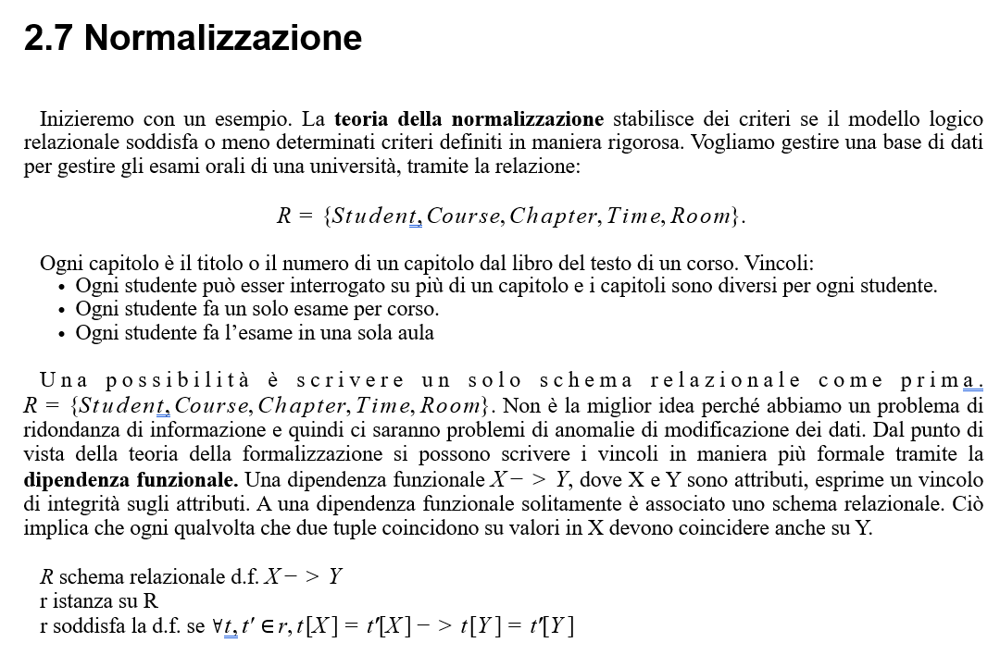 2.7 Normalizzazione
Inizieremo con un esempio. La teoria della normalizzazione stabilisce dei criteri se il modello logico
relazionale soddisfa o meno determinati criteri definiti in maniera rigorosa. Vogliamo gestire una base di dati
per gestire gli esami orali di una università, tramite la relazione:
R = {Student, Course, Chapter, Time, Room}.
Ogni capitolo è il titolo o il numero di un capitolo dal libro del testo di un corso. Vincoli:
• Ogni studente può esser interrogato su più di un capitolo e i capitoli sono diversi per ogni studente.
• Ogni studente fa un solo esame per corso.
• Ogni studente fa l’esame in una sola aula
Una possibilità è scrivere un solo schema relazionale come prima.
R = {Student, Course, Chapter, Time, Room}. Non è la miglior idea perché abbiamo un problema di
ridondanza di informazione e quindi ci saranno problemi di anomalie di modificazione dei dati. Dal punto di
vista della teoria della formalizzazione si possono scrivere i vincoli in maniera più formale tramite la
dipendenza funzionale. Una dipendenza funzionale X− > Y, dove X e Y sono attributi, esprime un vincolo
di integrità sugli attributi. A una dipendenza funzionale solitamente è associato uno schema relazionale. Ciò
implica che ogni qualvolta che due tuple coincidono su valori in X devono coincidere anche su Y.
R schema relazionale d.f. X− > Y
r istanza su R
r soddisfa la d.f. se ∀t, t′ ∈ r, t[X] = t′[X] − > t[Y] = t′[Y]